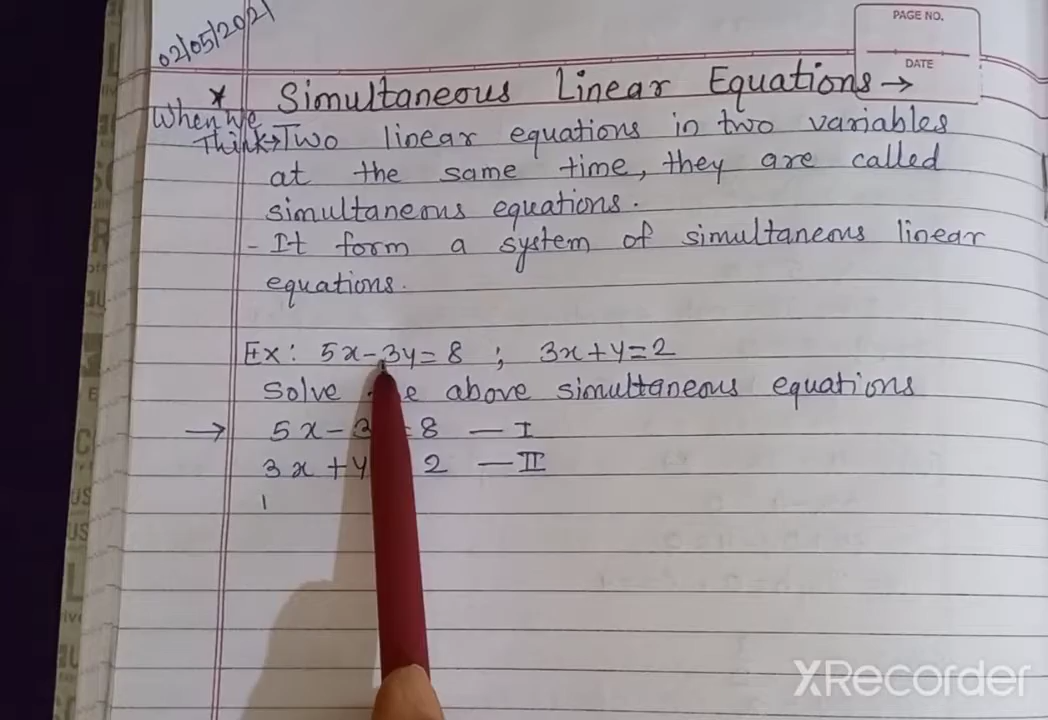 02/05/2021
PAGE NO.
DATE
* Simultaneous Linear Equations →
When we
Think → Two linear equations in two variables
at the same time, they are called
simultaneous equations.
- It form a system of simultaneous linear
equations.
Ex: 5x-3y=8 ; 3x+y=2
Solve e above simultaneous equations
→ 5x-3 =8 — I
3x+y 2 — II
XRecorder